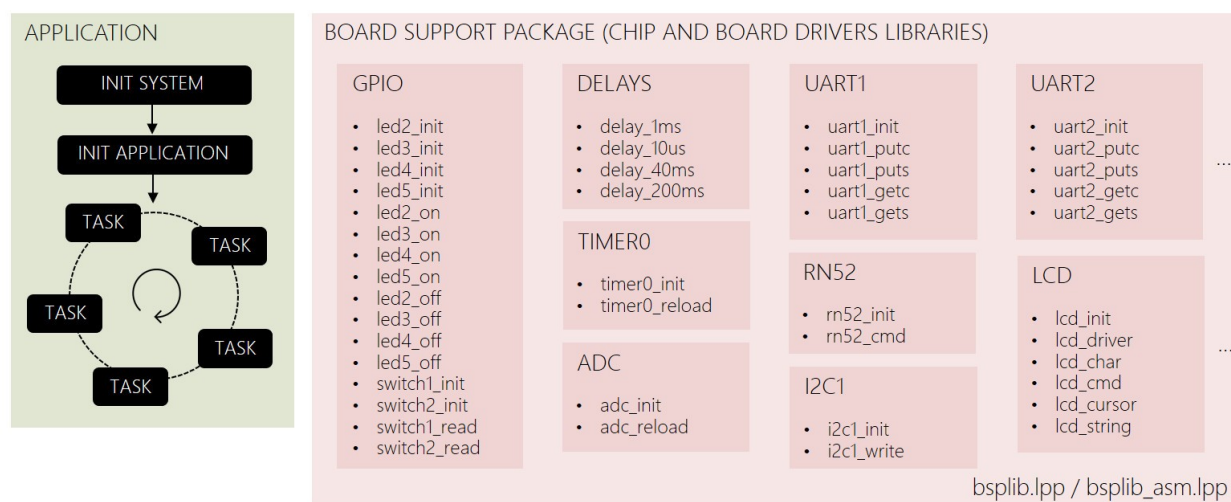 APPLICATION
INIT SYSTEM
INIT APPLICATION
TASK
TASK
TASK
TASK
TASK
BOARD SUPPORT PACKAGE (CHIP AND BOARD DRIVERS LIBRARIES)
GPIO
• led2_init
• led3_init
• led4_init
• led5_init
• led2_on
• led3_on
• led4_on
• led5_on
• led2_off
• led3_off
• led4_off
• led5_off
• switch1_init
• switch2_init
• switch1_read
• switch2_read
DELAYS
• delay_1ms
• delay_10us
• delay_40ms
• delay_200ms
TIMER0
• timer0_init
• timer0_reload
ADC
• adc_init
• adc_reload
UART1
• uart1_init
• uart1_putc
• uart1_puts
• uart1_getc
• uart1_gets
RN52
• rn52_init
• rn52_cmd
I2C1
• i2c1_init
• i2c1_write
UART2
• uart2_init
• uart2_putc
• uart2_puts
• uart2_getc
• uart2_gets
LCD
• lcd_init
• lcd_driver
• lcd_char
• lcd_cmd
• lcd_cursor
• lcd_string
...
...
bsplib.lpp / bsplib_asm.lpp